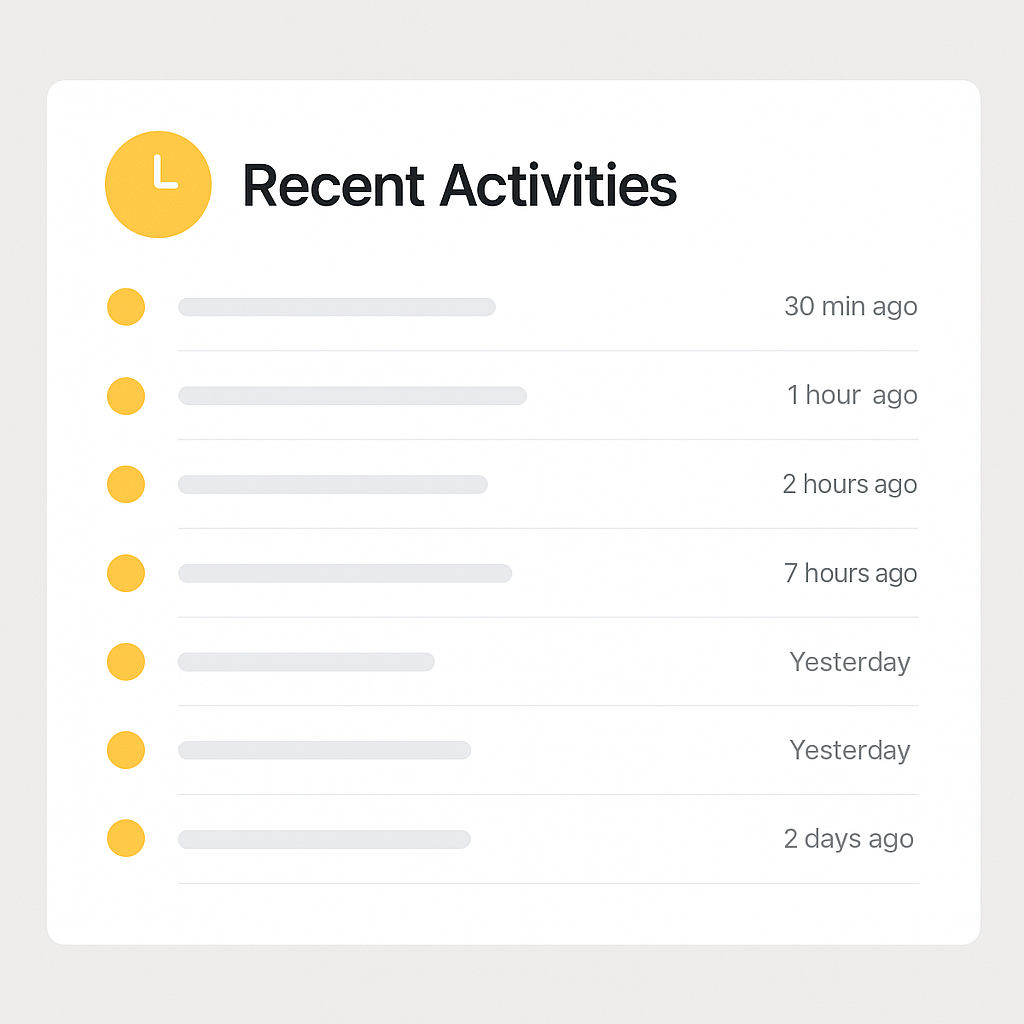 Recent Activities
30 min ago
1 hour ago
2 hours ago
7 hours ago
Yesterday
Yesterday
2 days ago